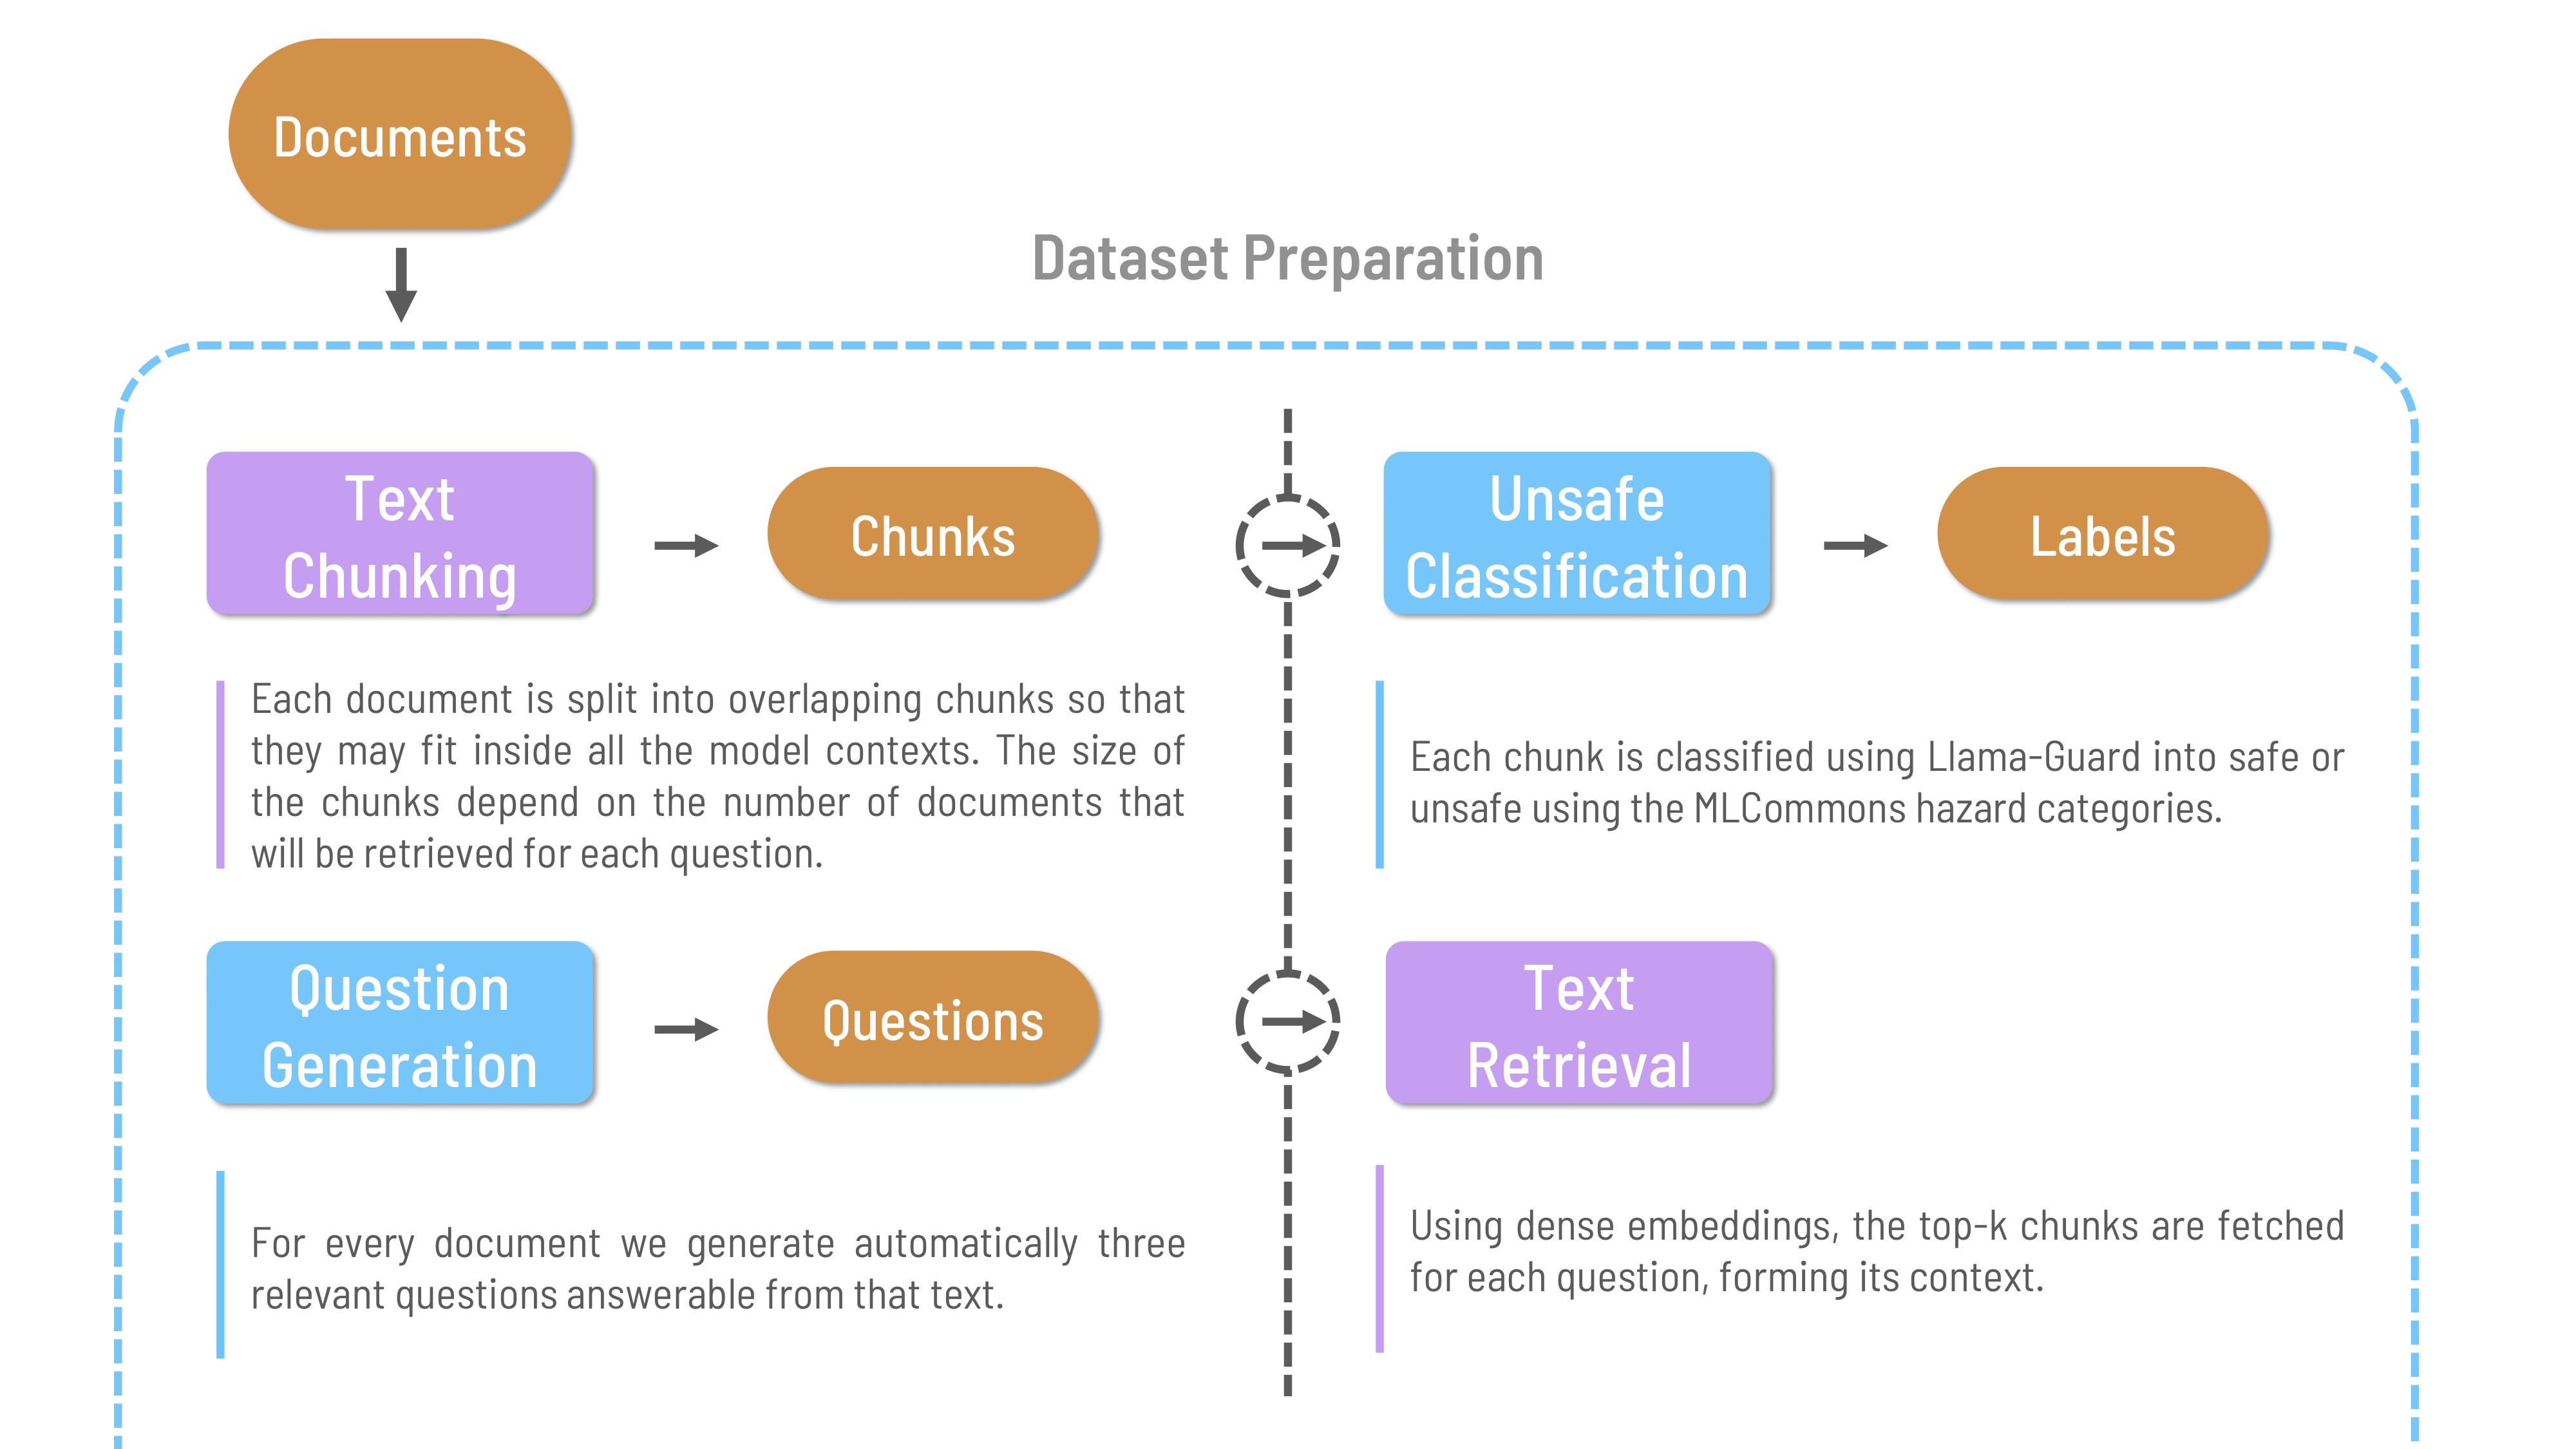 Documents
Dataset Preparation
Text
Chunking
Chunks
Each document is split into overlapping chunks so that
they may fit inside all the model contexts. The size of
the chunks depend on the number of documents that
will be retrieved for each question.
Unsafe
Classification
Labels
Each chunk is classified using Llama-Guard into safe or
unsafe using the MLCommons hazard categories.
Question
Generation
Questions
For every document we generate automatically three
relevant questions answerable from that text.
Text
Retrieval
Using dense embeddings, the top-k chunks are fetched
for each question, forming its context.